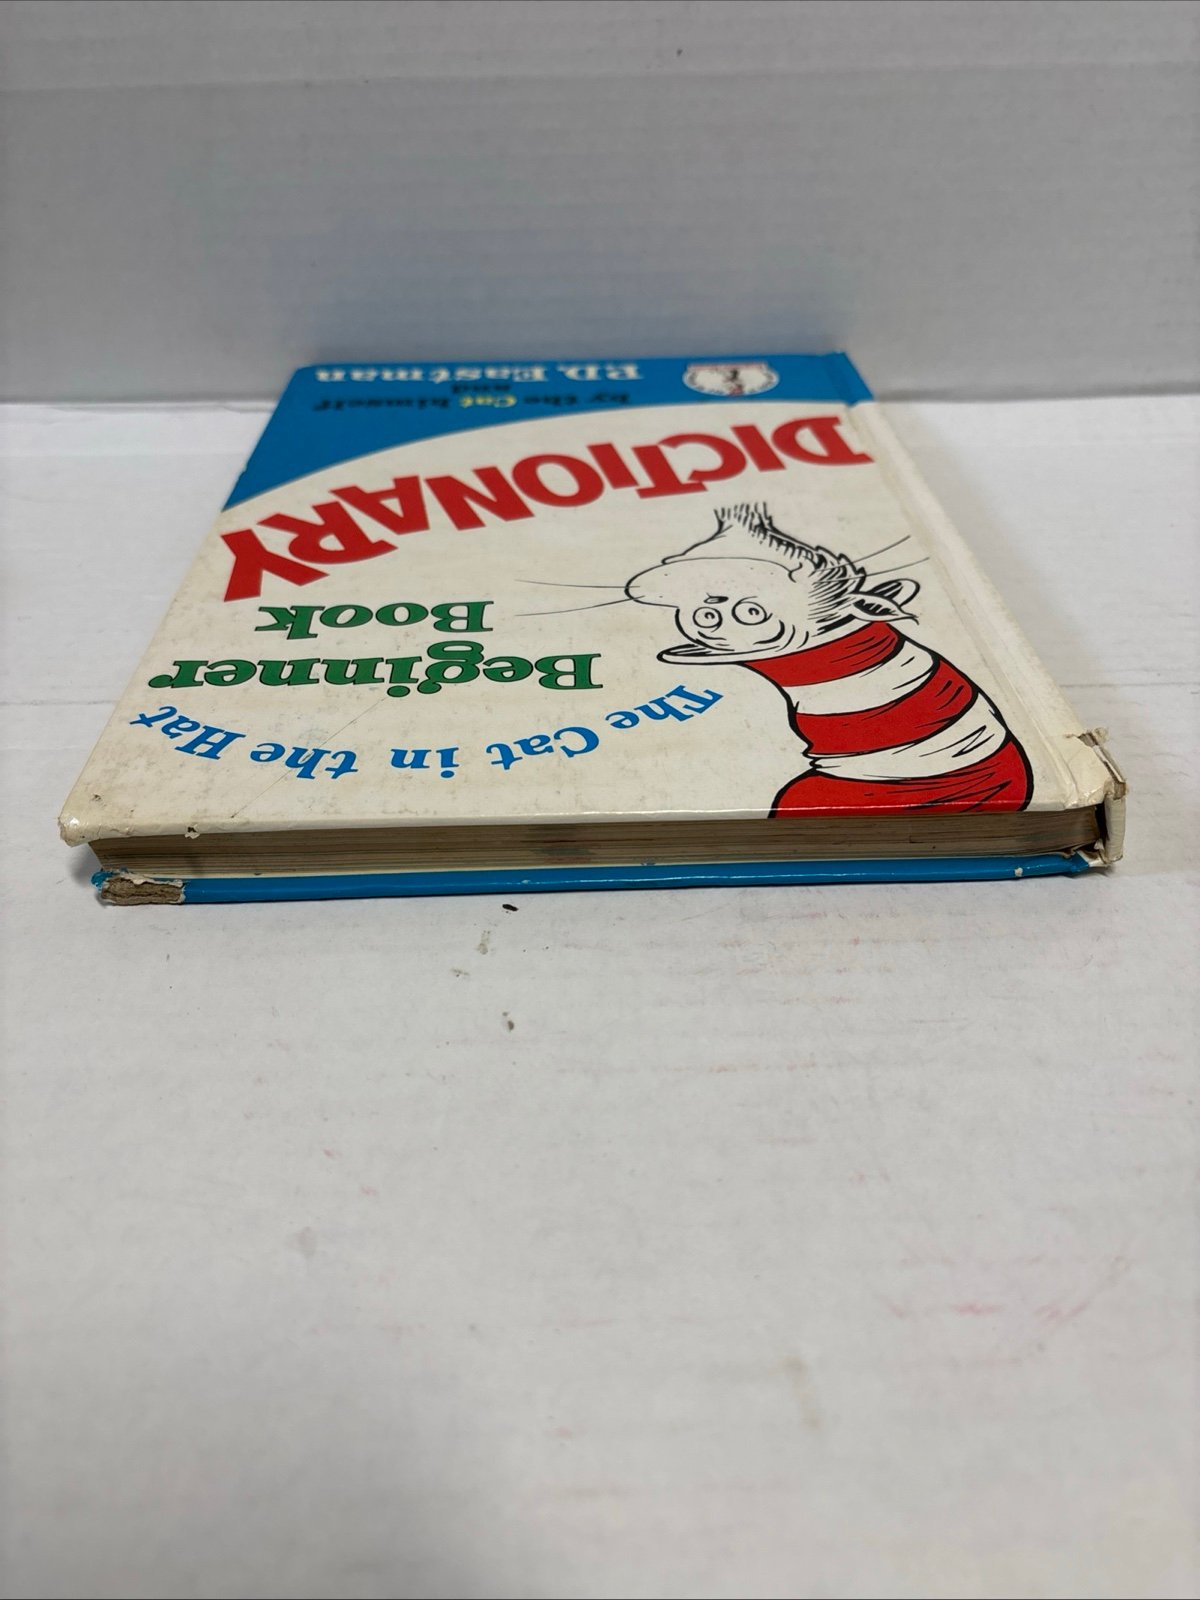 The Cat in the Hat
Beginner
Book
DICTIONARY
by the Cat himself
and
P.D. Eastman